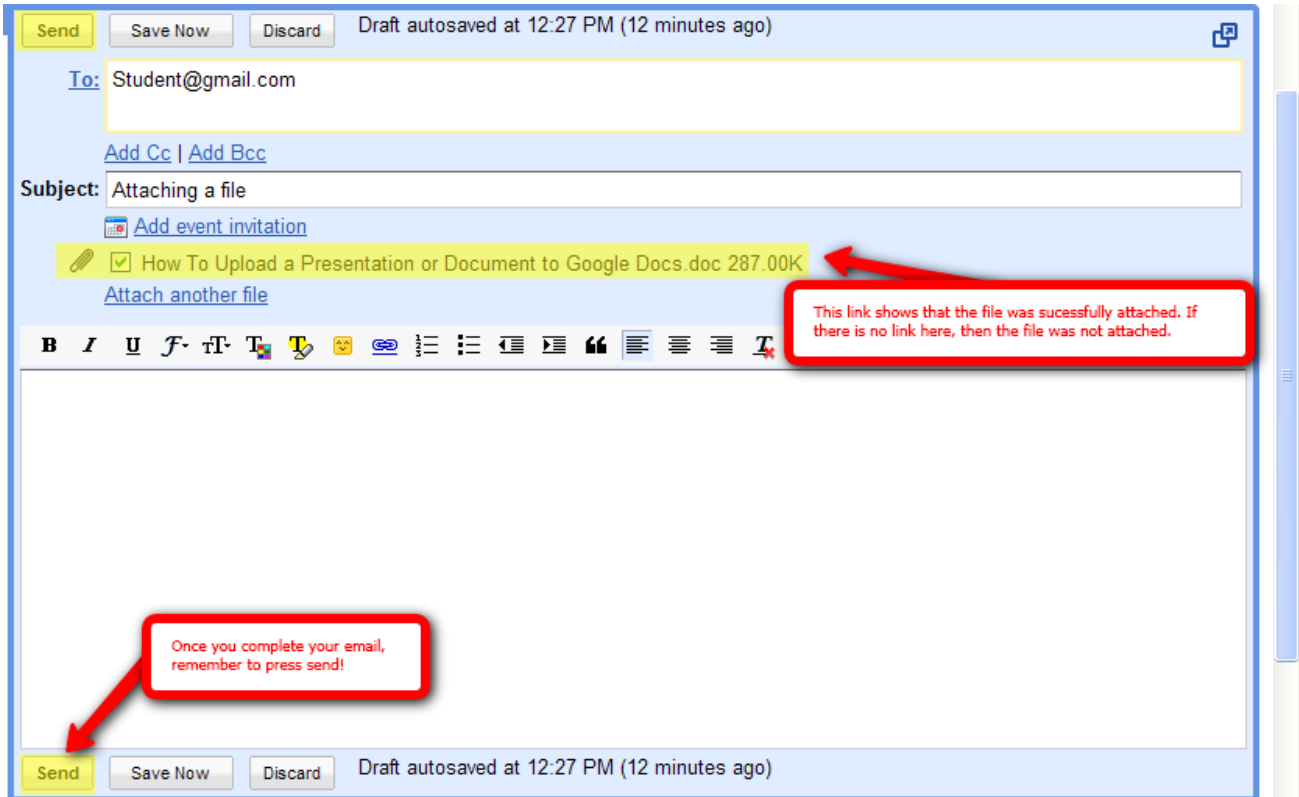 Send Save Now Discard Draft autosaved at 12:27 PM (12 minutes ago)
To: Student@gmail.com
Add Cc | Add Bcc
Subject: Attaching a file
Add event invitation
How To Upload a Presentation or Document to Google Docs.doc 287.00K
Attach another file
This link shows that the file was sucessfully attached. If
there is no link here, then the file was not attached.
B I U F T T T T
Once you complete your email,
remember to press send!
Send Save Now Discard Draft autosaved at 12:27 PM (12 minutes ago)